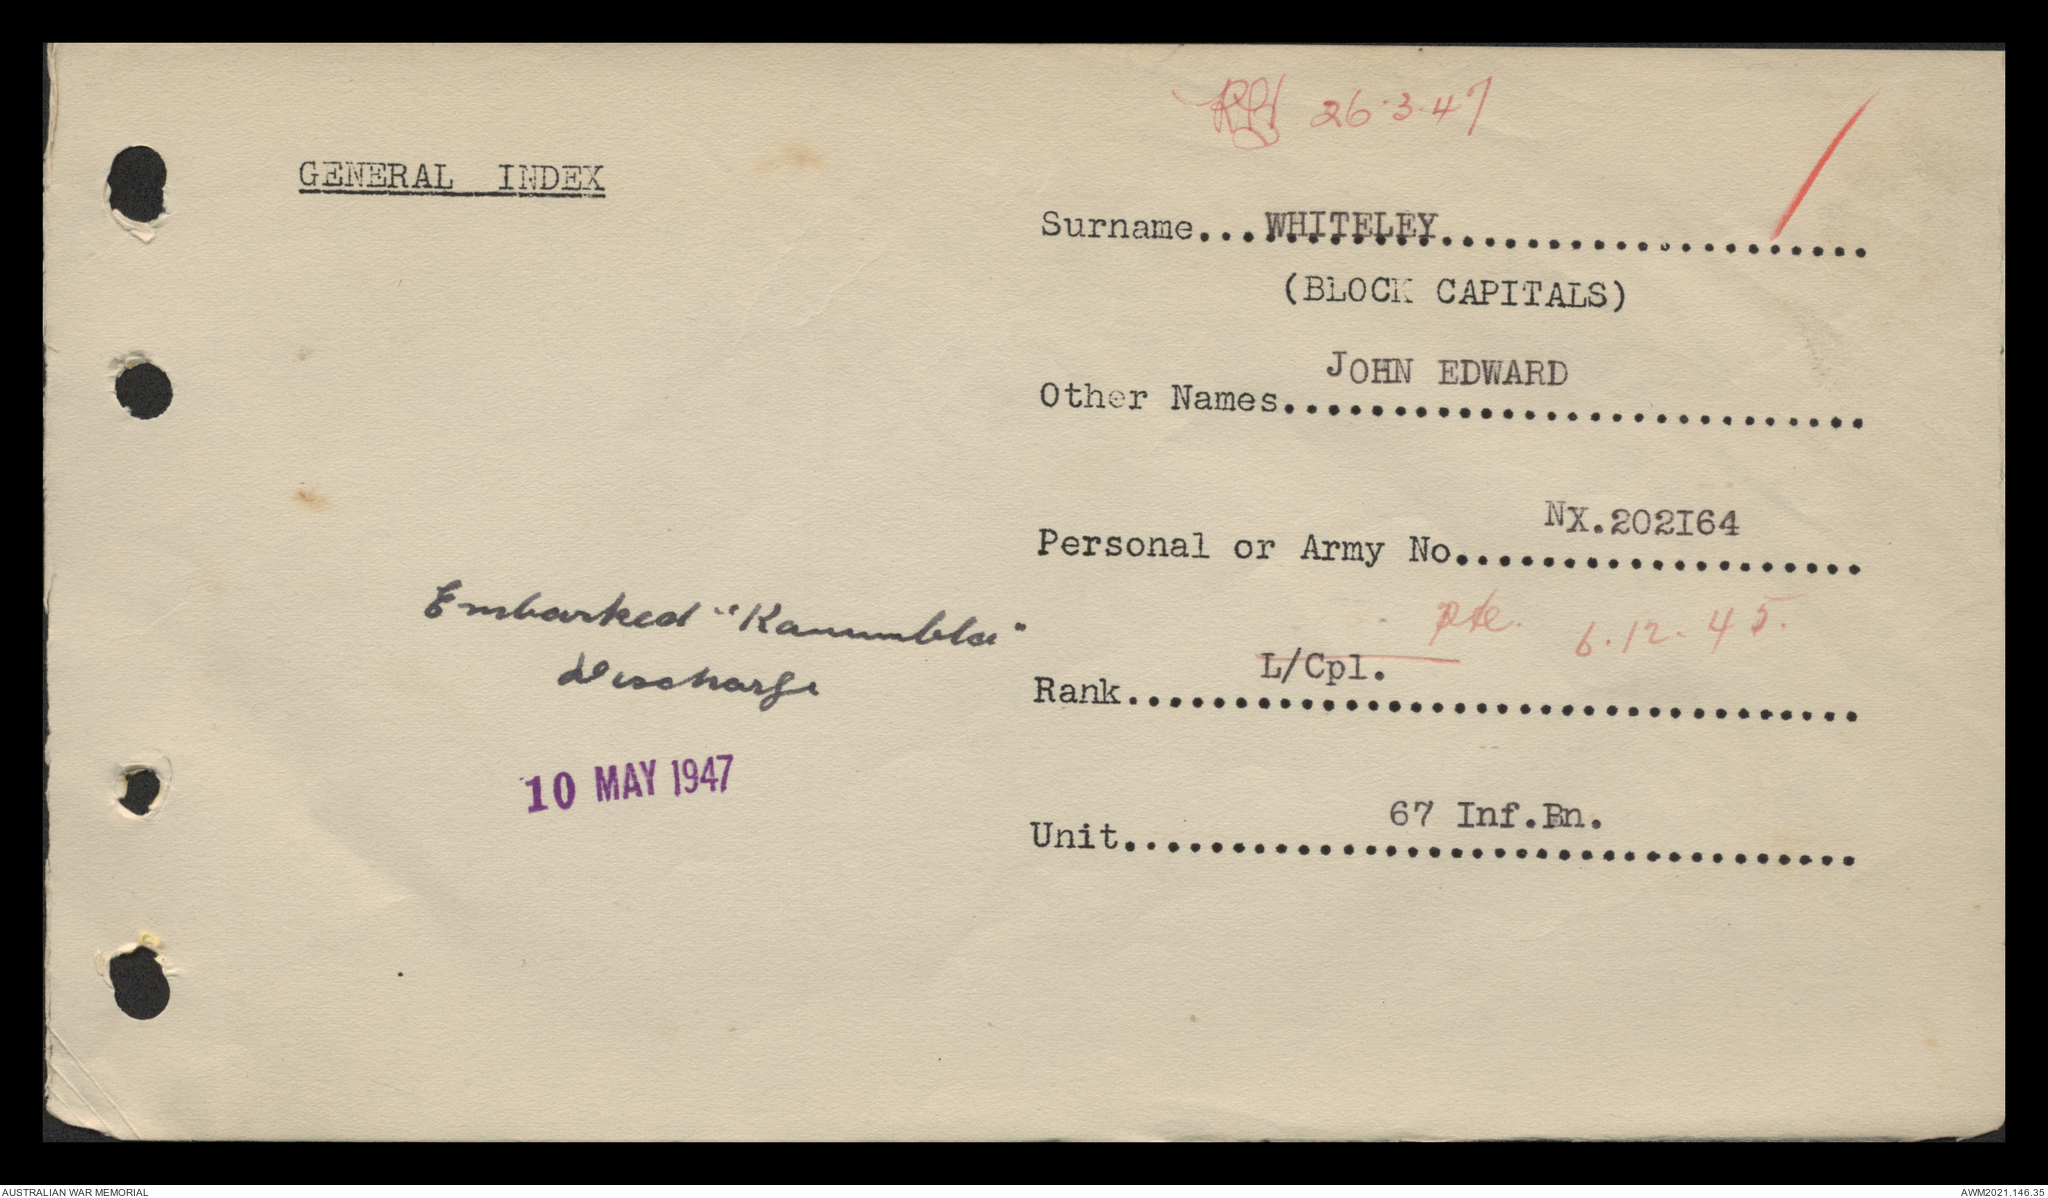 26.3.47
GENERAL INDEX
Surname...WHITELEY....................
(BLOCK CAPITALS)
JOHN EDWARD
Other Names...........................
NX.202I64
Personal or Army No...................
Pte. 6.12.45.
L/Cpl.
Rank..................................
67 Inf.Bn.
Unit..................................
Embarked "Kanumbla"
Discharge
10 MAY 1947
AUSTRALIAN WAR MEMORIAL
AWM2021.146.35